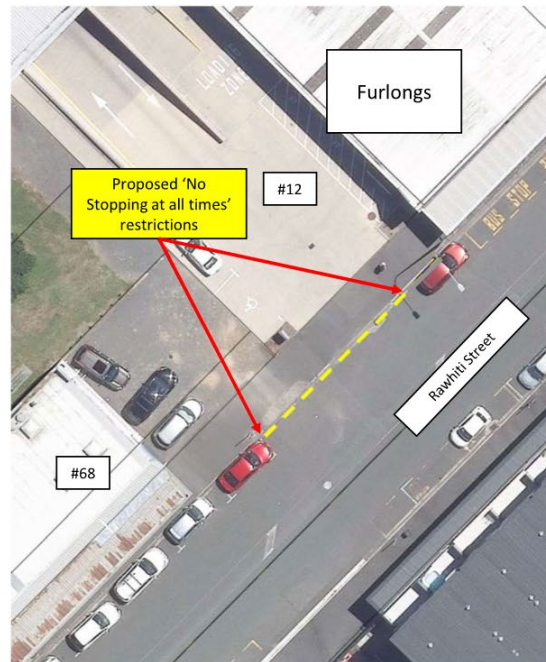 LOADING
ZONE
Furlongs
Proposed ‘No
Stopping at all times’
restrictions
#12
BUS STOP
Rawhiti Street
#68